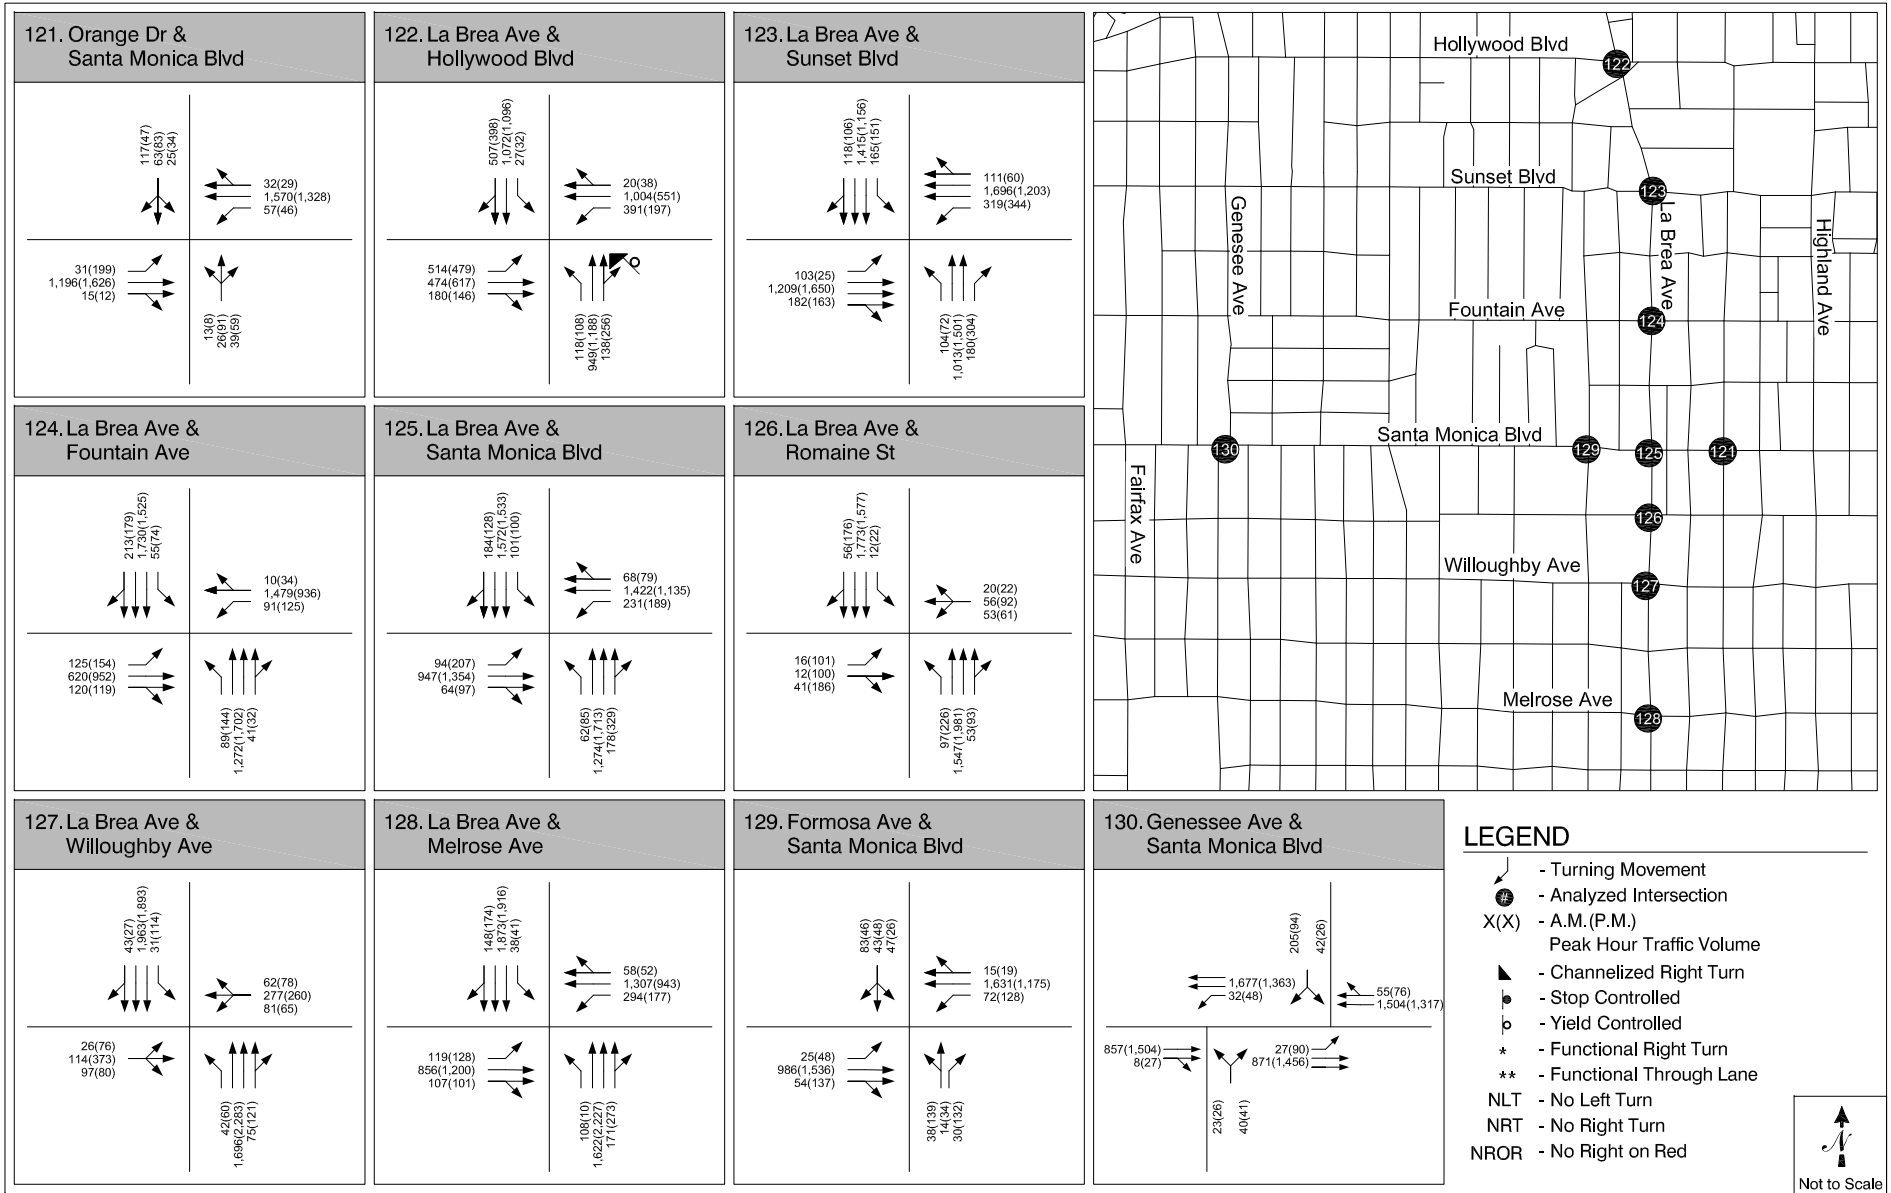 121. Orange Dr &
Santa Monica Blvd
117(47)
63(83)
25(34)
32(29)
1,570(1,328)
57(46)
31(199)
1,196(1,626)
15(12)
13(8)
26(91)
39(59)
122. La Brea Ave &
Hollywood Blvd
507(398)
1,072(1,096)
27(32)
20(38)
1,004(551)
391(197)
514(479)
474(617)
180(146)
118(108)
949(1,188)
138(256)
123. La Brea Ave &
Sunset Blvd
118(106)
1,415(1,156)
165(151)
111(60)
1,696(1,203)
319(344)
103(25)
1,209(1,650)
182(163)
104(72)
1,013(1,501)
180(304)
124. La Brea Ave &
Fountain Ave
213(179)
1,730(1,525)
55(74)
10(34)
1,479(936)
91(125)
125(154)
620(952)
120(119)
89(144)
1,272(1,702)
41(32)
125. La Brea Ave &
Santa Monica Blvd
184(128)
1,572(1,533)
101(100)
68(79)
1,422(1,135)
231(189)
94(207)
947(1,354)
64(97)
62(85)
1,274(1,713)
178(329)
126. La Brea Ave &
Romaine St
56(176)
1,773(1,577)
12(22)
20(22)
56(92)
53(61)
16(101)
12(100)
41(186)
97(226)
1,547(1,981)
53(93)
127. La Brea Ave &
Willoughby Ave
43(27)
1,963(1,893)
31(114)
62(78)
277(260)
81(65)
26(76)
114(373)
97(80)
42(60)
1,696(2,283)
75(121)
128. La Brea Ave &
Melrose Ave
148(174)
1,873(1,916)
38(41)
58(52)
1,307(943)
294(177)
119(128)
856(1,200)
107(101)
108(10)
1,622(2,227)
171(273)
129. Formosa Ave &
Santa Monica Blvd
83(46)
43(48)
47(26)
15(19)
1,631(1,175)
72(128)
25(48)
986(1,536)
54(137)
38(139)
14(34)
30(132)
130. Genessee Ave &
Santa Monica Blvd
205(94)
42(26)
1,677(1,363)
32(48)
55(76)
1,504(1,317)
857(1,504)
8(27)
27(90)
871(1,456)
23(26)
40(41)
Hollywood Blvd
122
Sunset Blvd
123
Genesee Ave
La Brea Ave
Highland Ave
Fountain Ave
124
Santa Monica Blvd
130
129
125
121
Fairfax Ave
126
Willoughby Ave
127
Melrose Ave
128
LEGEND
- Turning Movement
# - Analyzed Intersection
X(X) - A.M.(P.M.)
Peak Hour Traffic Volume
- Channelized Right Turn
- Stop Controlled
- Yield Controlled
* - Functional Right Turn
** - Functional Through Lane
NLT - No Left Turn
NRT - No Right Turn
NROR - No Right on Red
N
Not to Scale